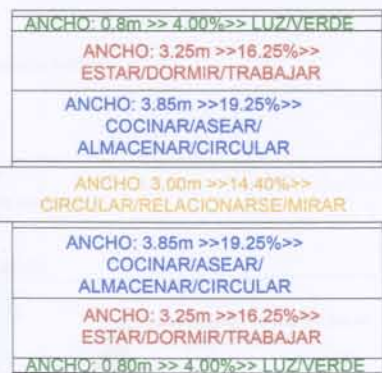 ANCHO: 0.8m >> 4.00%>> LUZ/VERDE
ANCHO: 3.25m >>16.25%>>
ESTAR/DORMIR/TRABAJAR
ANCHO: 3.85m >>19.25%>>
COCINAR/ASEAR/
ALMACENAR/CIRCULAR
ANCHO: 3.00m >>14.40%>>
CIRCULAR/RELACIONARSE/MIRAR
ANCHO: 3.85m >>19.25%>>
COCINAR/ASEAR/
ALMACENAR/CIRCULAR
ANCHO: 3.25m >>16.25%>>
ESTAR/DORMIR/TRABAJAR
ANCHO: 0.80m >> 4.00%>> LUZ/VERDE